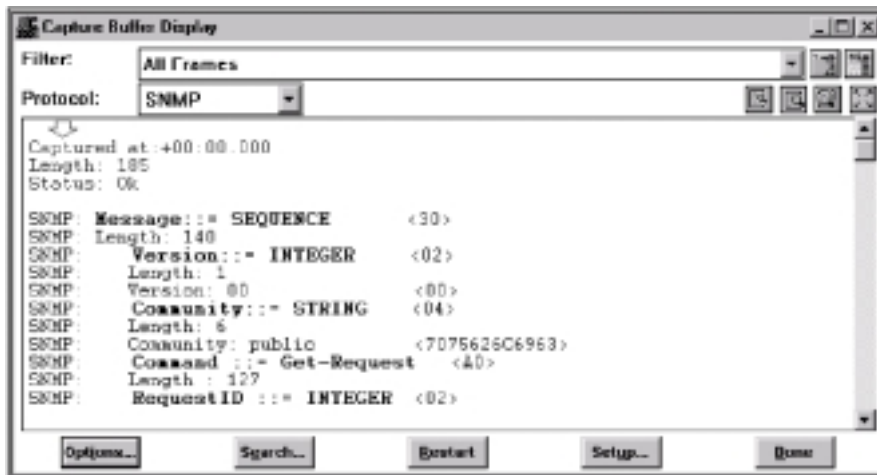 Capture Buffer Display
Filter:
All Frames
Protocol:
SNMP
Captured at:+00:00.000
Length: 185
Status: Ok
SNMP: Message::= SEQUENCE <30>
SNMP: Length: 140
SNMP: Version::= INTEGER <02>
SNMP: Length: 1
SNMP: Version: 00 <00>
SNMP: Community::= STRING <04>
SNMP: Length: 6
SNMP: Community: public <7075626C6963>
SNMP: Command ::= Get-Request <A0>
SNMP: Length : 127
SNMP: RequestID ::= INTEGER <02>
Options... Search... Restart Setup... Done